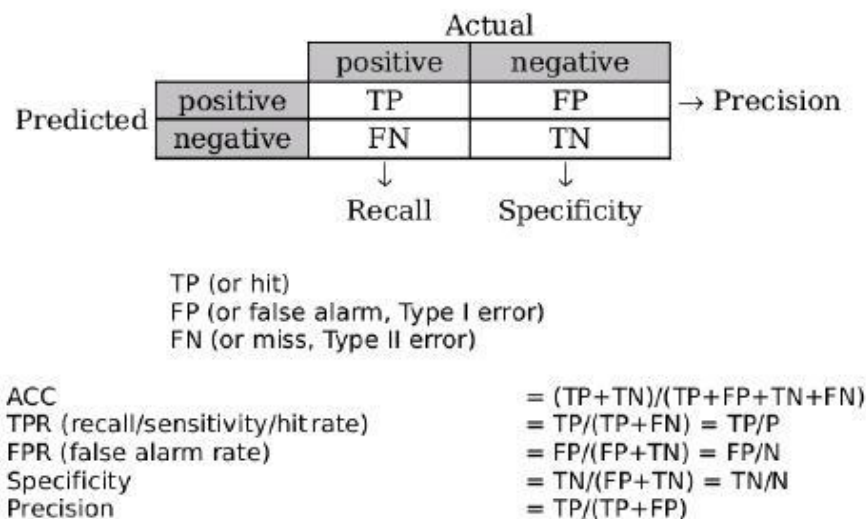 Actual
positive negative
Predicted positive TP FP → Precision
negative FN TN
↓ ↓
Recall Specificity
TP (or hit)
FP (or false alarm, Type I error)
FN (or miss, Type II error)
ACC = (TP+TN)/(TP+FP+TN+FN)
TPR (recall/sensitivity/hitrate) = TP/(TP+FN) = TP/P
FPR (false alarm rate) = FP/(FP+TN) = FP/N
Specificity = TN/(FP+TN) = TN/N
Precision = TP/(TP+FP)